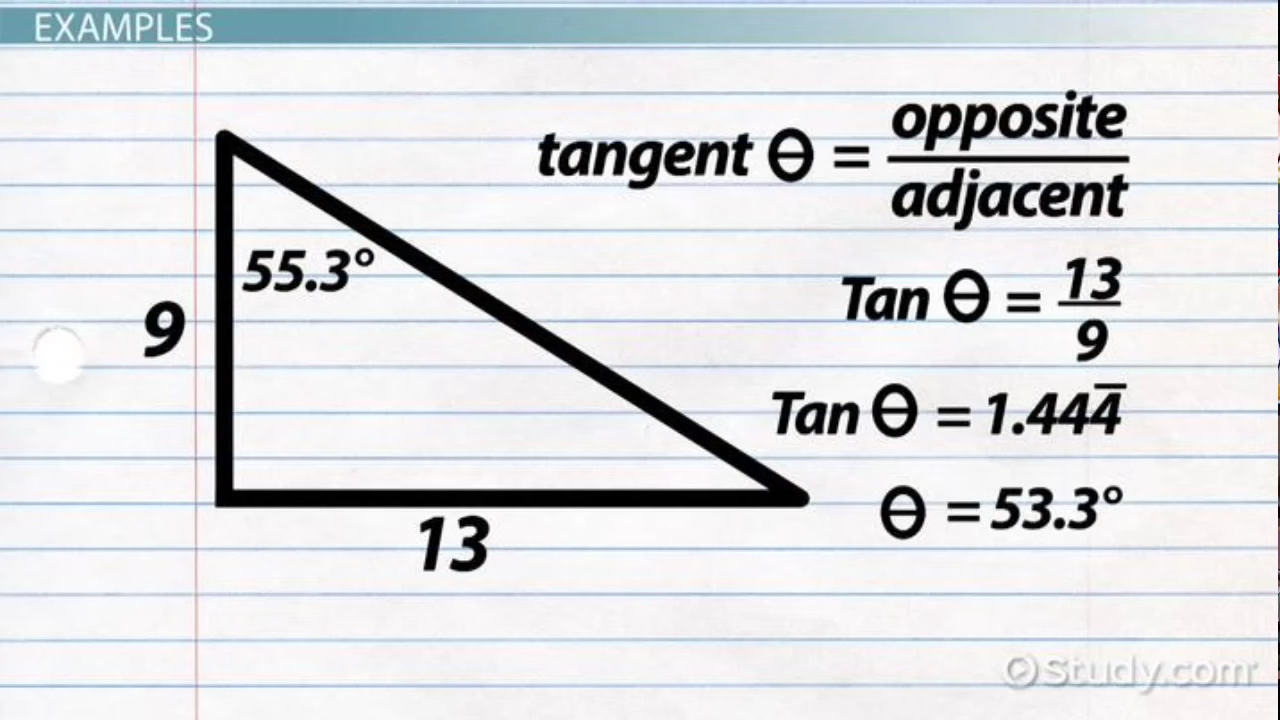 EXAMPLES
tangent Θ = opposite / adjacent
55.3°
9
Tan Θ = 13 / 9
Tan Θ = 1.444̅
Θ = 53.3°
13
Study.com